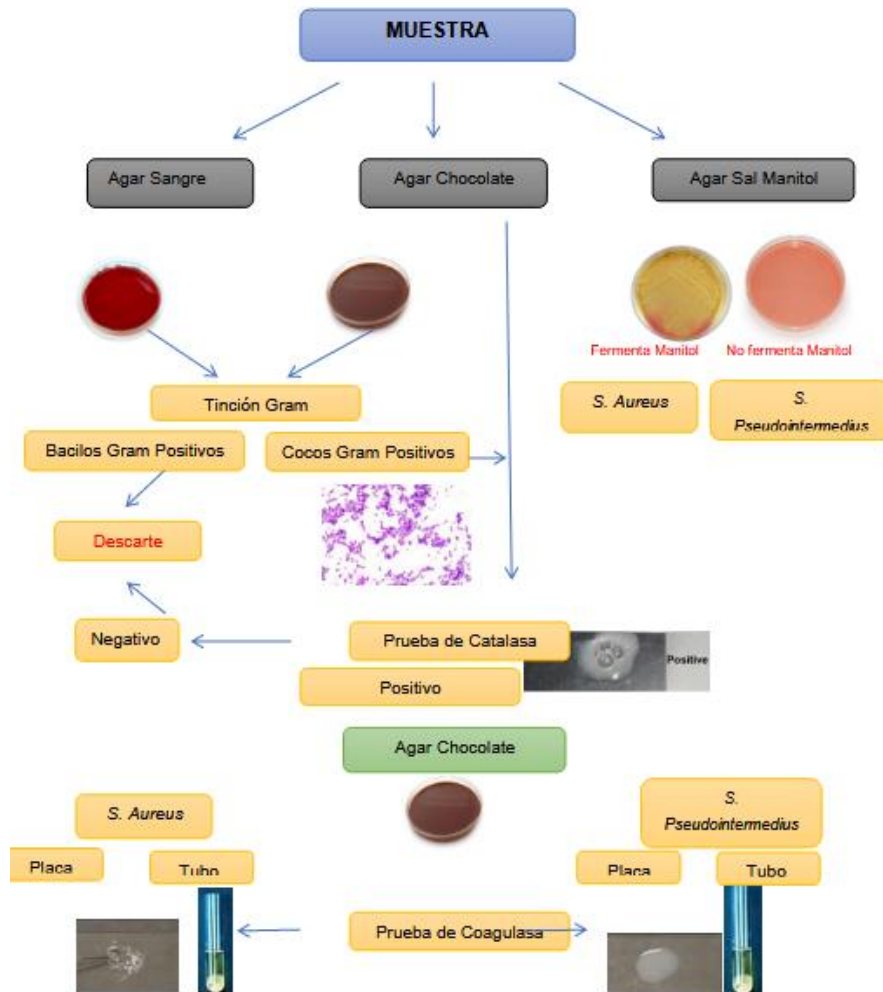 MUESTRA
Agar Sangre
Agar Chocolate
Agar Sal Manitol
Fermenta Manitol
No fermenta Manitol
Tinción Gram
S. Aureus
S.
Pseudointermedius
Bacilos Gram Positivos
Cocos Gram Positivos
Descarte
Negativo
Prueba de Catalasa
Positive
Positivo
Agar Chocolate
S. Aureus
S.
Pseudointermedius
Placa
Tubo
Placa
Tubo
Prueba de Coagulasa